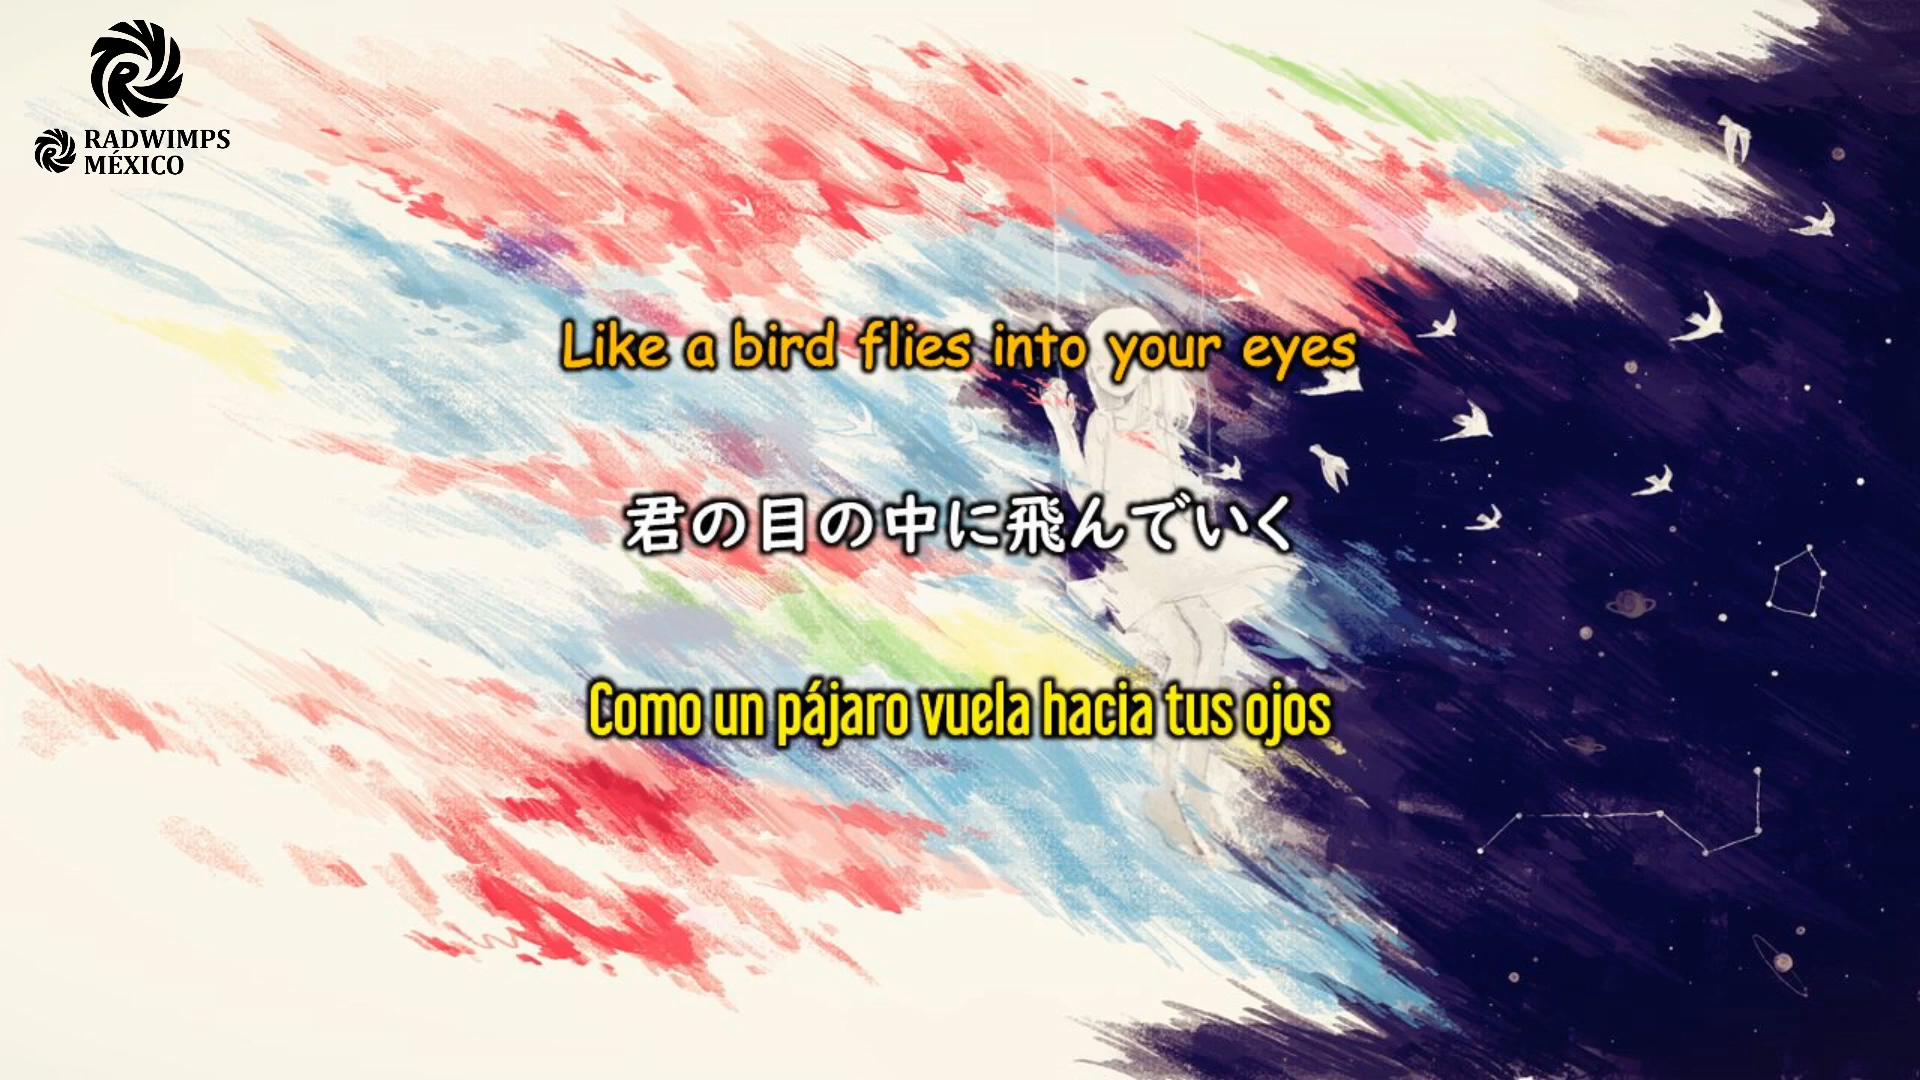 RADWIMPS
MÉXICO
Like a bird flies into your eyes
君の目の中に飛んでいく
Como un pájaro vuela hacia tus ojos